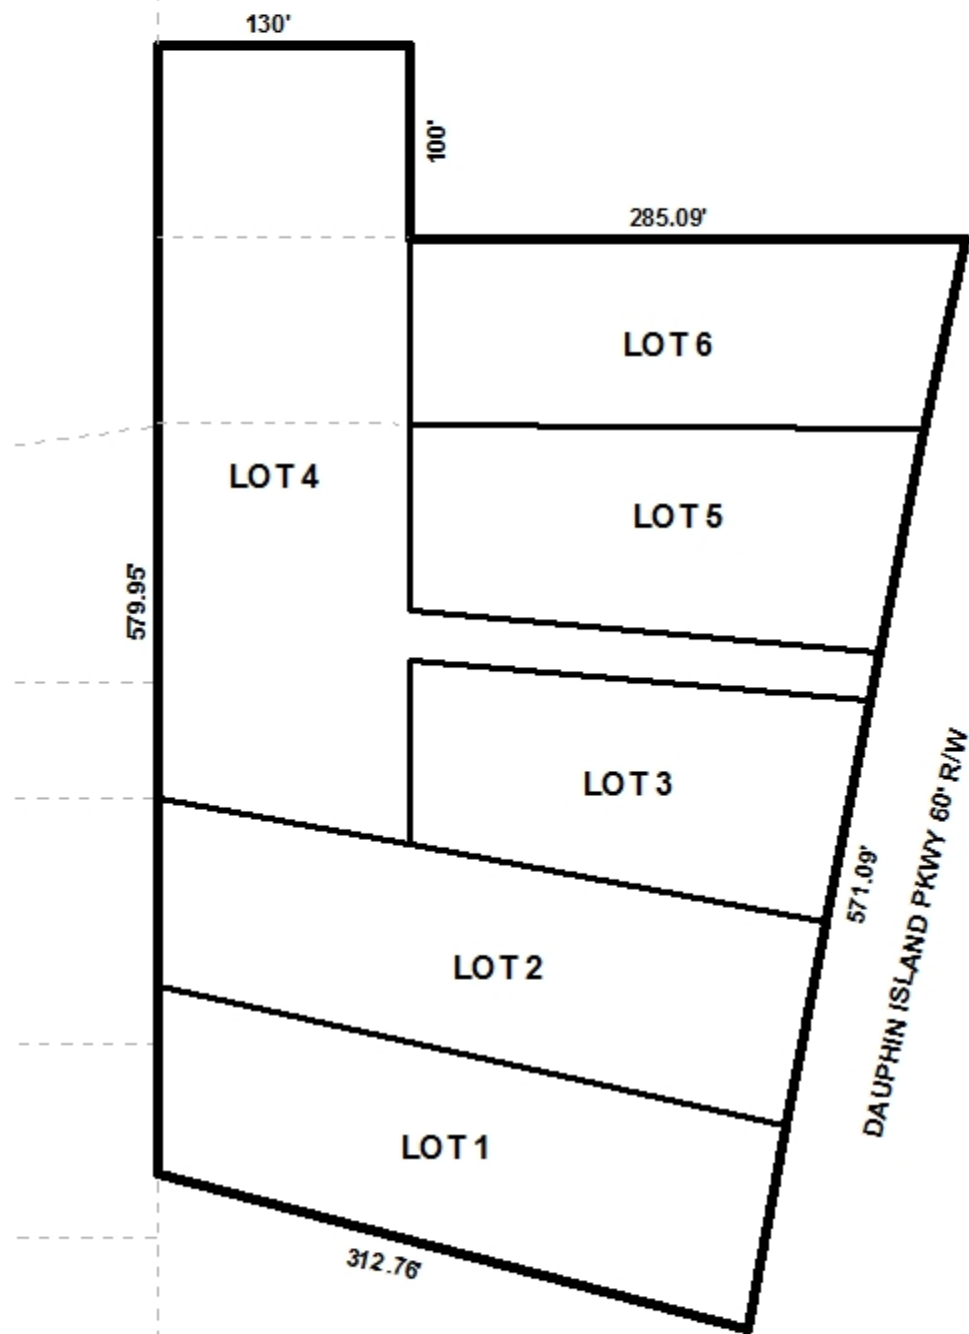 130'
100'
285.09'
LOT 6
LOT 4
LOT 5
579.95'
LOT 3
571.09'
DAUPHIN ISLAND PKWY 60' R/W
LOT 2
LOT 1
312.76'